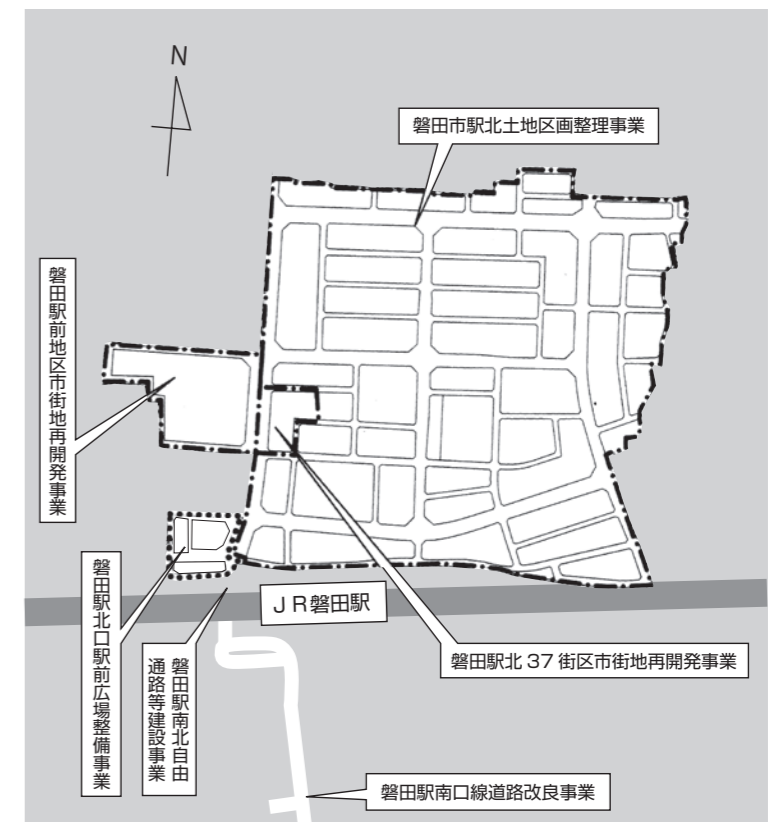 N
磐田市駅北土地区画整理事業
磐田駅前地区市街地再開発事業
磐田駅北口駅前広場整備事業
磐田駅南北自由
通路等建設事業
JR磐田駅
磐田駅北37街区市街地再開発事業
磐田駅南口線道路改良事業